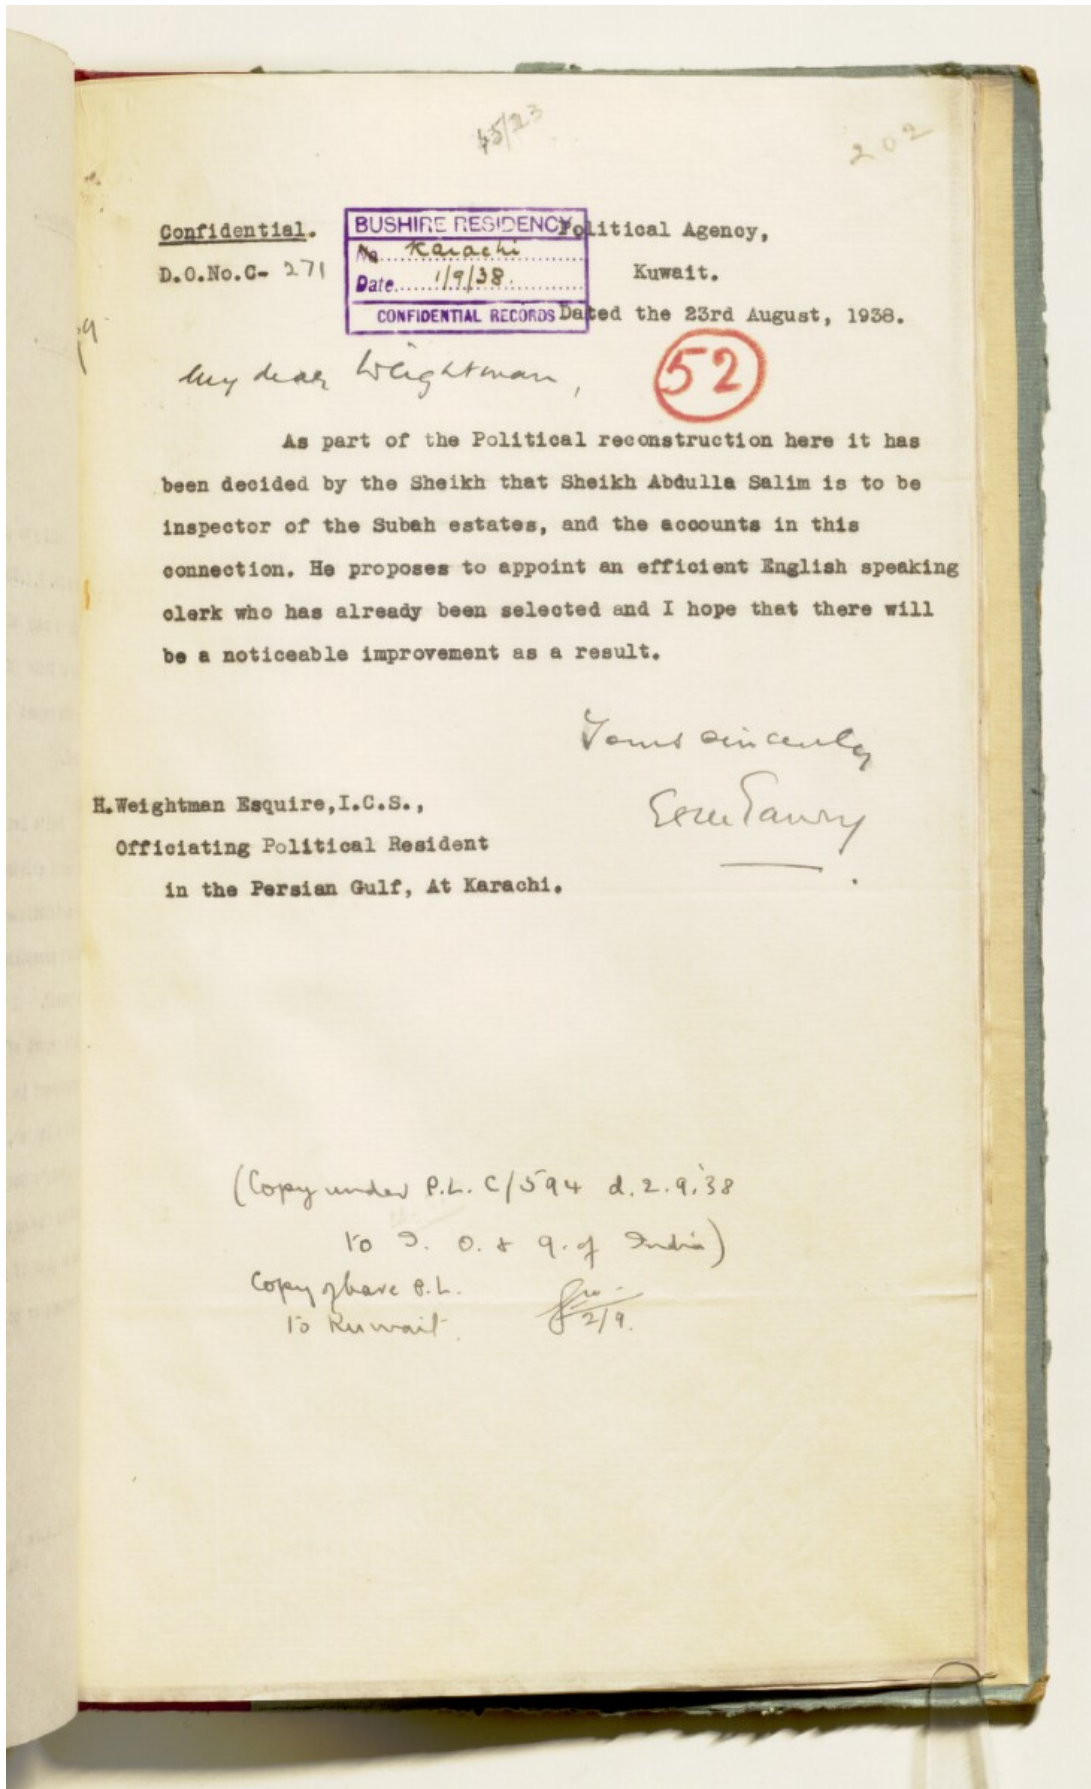 45/23
202
Confidential.
BUSHIRE RESIDENCY
Political Agency,
No. Karachi
D.O.No.C- 271
Kuwait.
Date. 1/9/38.
CONFIDENTIAL RECORDS
Dated the 23rd August, 1938.
My dear Weightman,
52
As part of the Political reconstruction here it has
been decided by the Sheikh that Sheikh Abdulla Salim is to be
inspector of the Subah estates, and the accounts in this
connection. He proposes to appoint an efficient English speaking
clerk who has already been selected and I hope that there will
be a noticeable improvement as a result.
Yours sincerely
H.Weightman Esquire,I.C.S.,
Officiating Political Resident
in the Persian Gulf, At Karachi.
(Copy under P.L. C/594 d. 2.9.38
to I. O. & G. of India)
Copy of above P.L.
to Kuwait.
2/9.